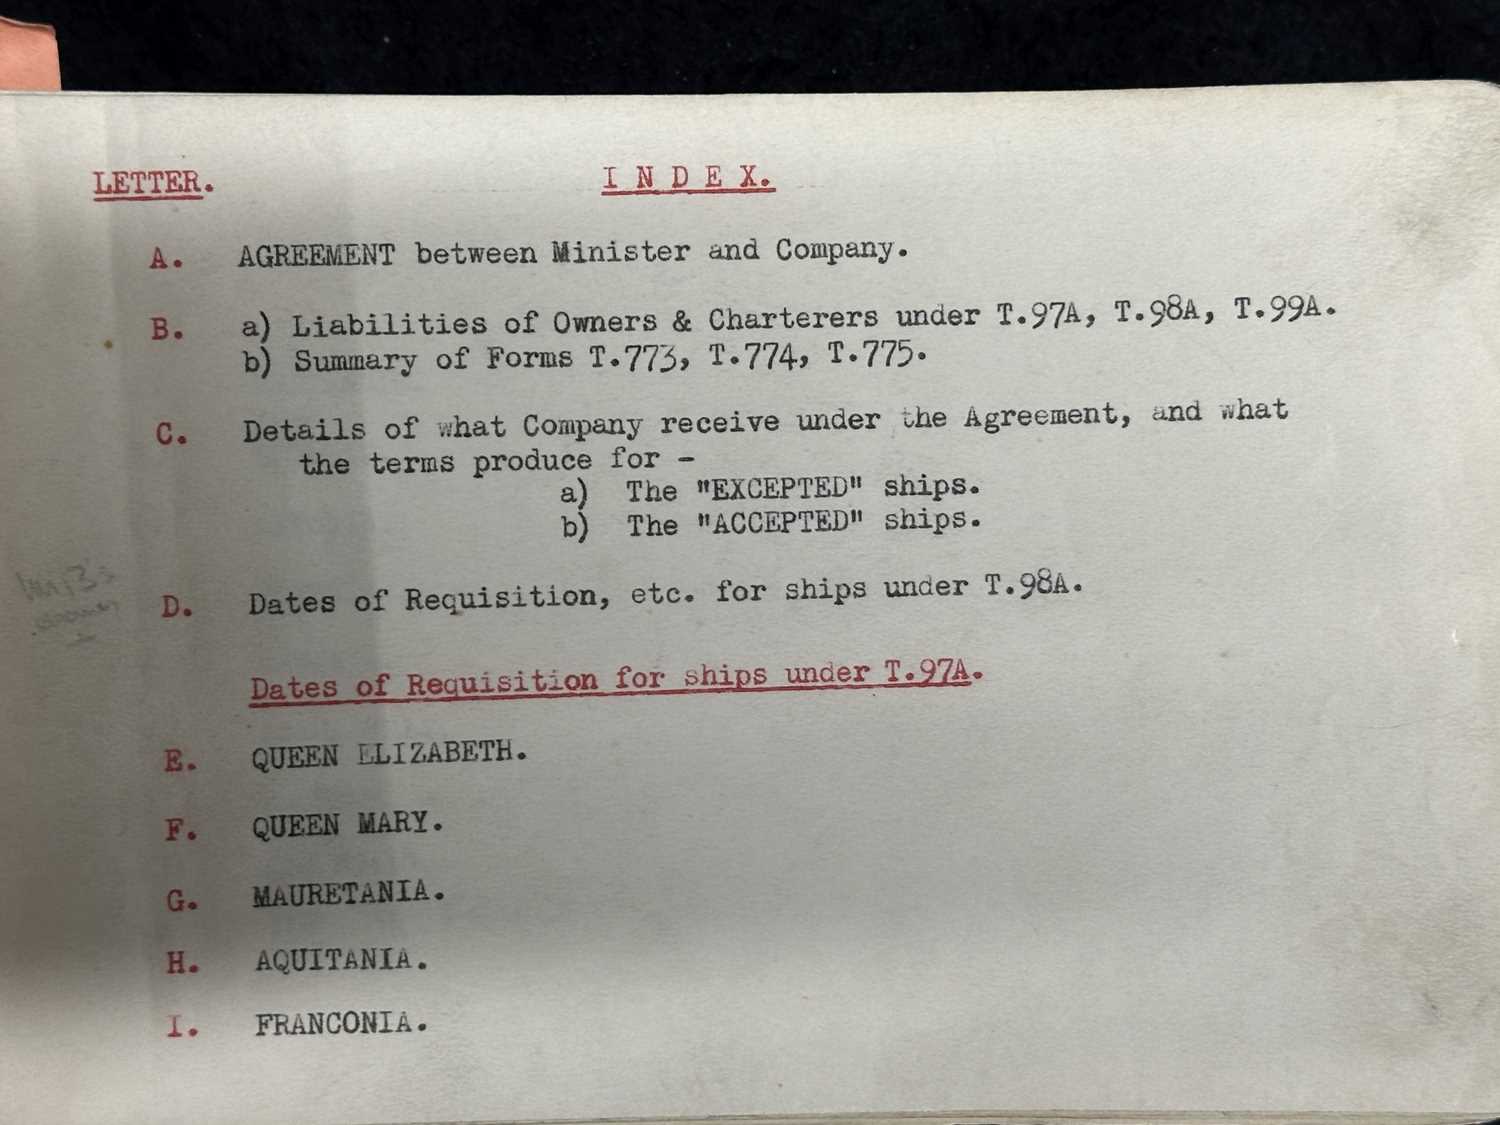 LETTER. I N D E X.
A. AGREEMENT between Minister and Company.
B. a) Liabilities of Owners & Charterers under T.97A, T.98A, T.99A.
b) Summary of Forms T.773, T.774, T.775.
C. Details of what Company receive under the Agreement, and what
the terms produce for -
a) The "EXCEPTED" ships.
b) The "ACCEPTED" ships.
D. Dates of Requisition, etc. for ships under T.98A.
Dates of Requisition for ships under T.97A.
E. QUEEN ELIZABETH.
F. QUEEN MARY.
G. MAURETANIA.
H. AQUITANIA.
I. FRANCONIA.